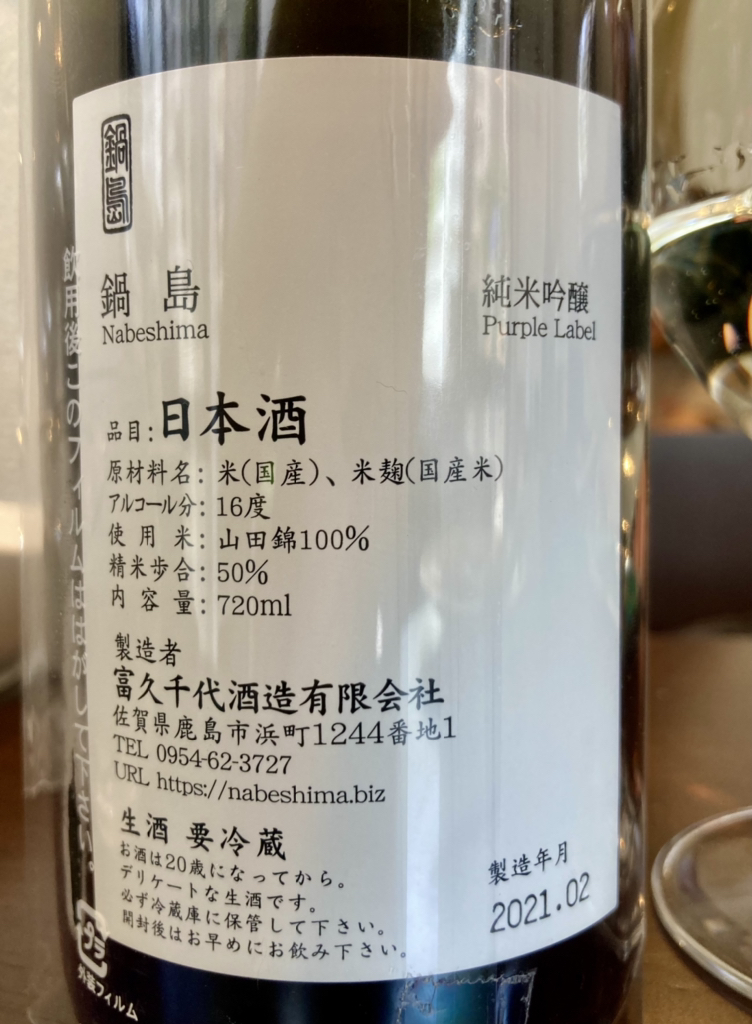 鍋島
鍋島
Nabeshima
純米吟醸
Purple Label
品目:日本酒
原材料名:米(国産)、米麹(国産米)
アルコール分:16度
使用米:山田錦100%
精米歩合:50%
内容量:720ml
製造者
富久千代酒造有限会社
佐賀県鹿島市浜町1244番地1
TEL 0954-62-3727
URL https://nabeshima.biz
生酒 要冷蔵
お酒は20歳になってから。
デリケートな生酒です。
必ず冷蔵庫に保管して下さい。
開封後はお早めにお飲み下さい。
製造年月
2021.02
飲用後このフィルムははがして下さい。
プラ
外装フィルム